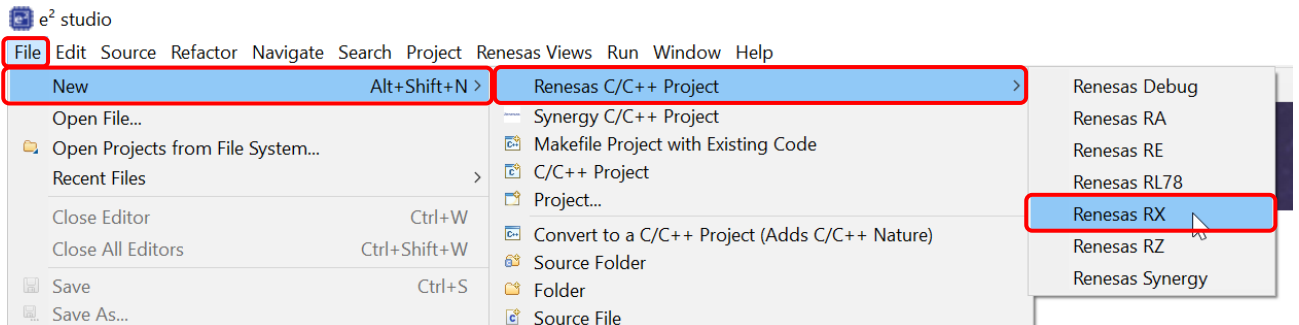 e² studio
File Edit Source Refactor Navigate Search Project Renesas Views Run Window Help
New Alt+Shift+N >
Open File...
Open Projects from File System...
Recent Files >
Close Editor Ctrl+W
Close All Editors Ctrl+Shift+W
Save Ctrl+S
Save As...
Renesas C/C++ Project >
Synergy C/C++ Project
Makefile Project with Existing Code
C/C++ Project
Project...
Convert to a C/C++ Project (Adds C/C++ Nature)
Source Folder
Folder
Source File
Renesas Debug
Renesas RA
Renesas RE
Renesas RL78
Renesas RX
Renesas RZ
Renesas Synergy